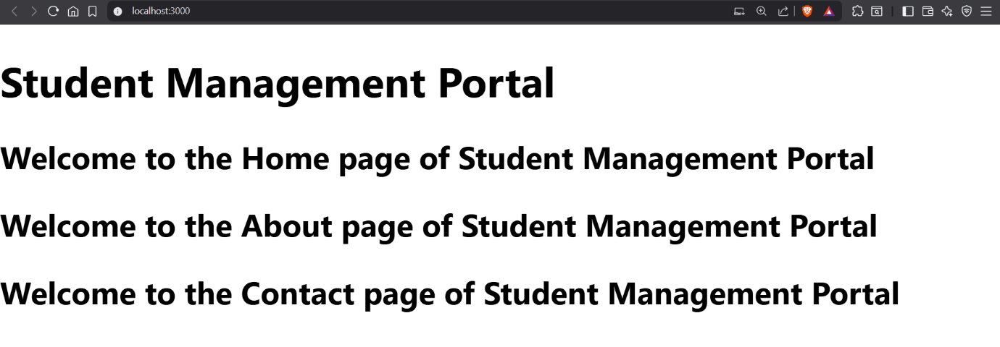 localhost:3000
Student Management Portal
Welcome to the Home page of Student Management Portal
Welcome to the About page of Student Management Portal
Welcome to the Contact page of Student Management Portal